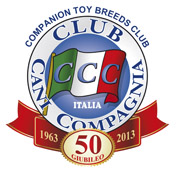 COMPANION TOY BREEDS CLUB
CLUB
CCC
ITALIA
CANI COMPAGNIA
1963 50 2013
GIUBILEO